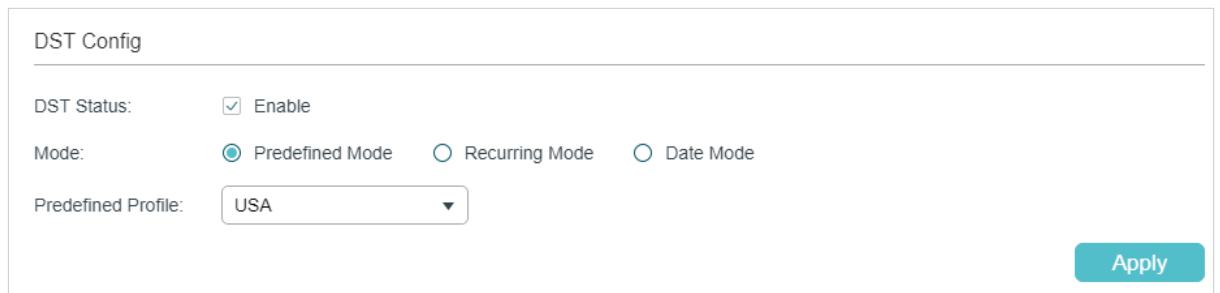 DST Config
DST Status: Enable
Mode: Predefined Mode Recurring Mode Date Mode
Predefined Profile: USA
Apply